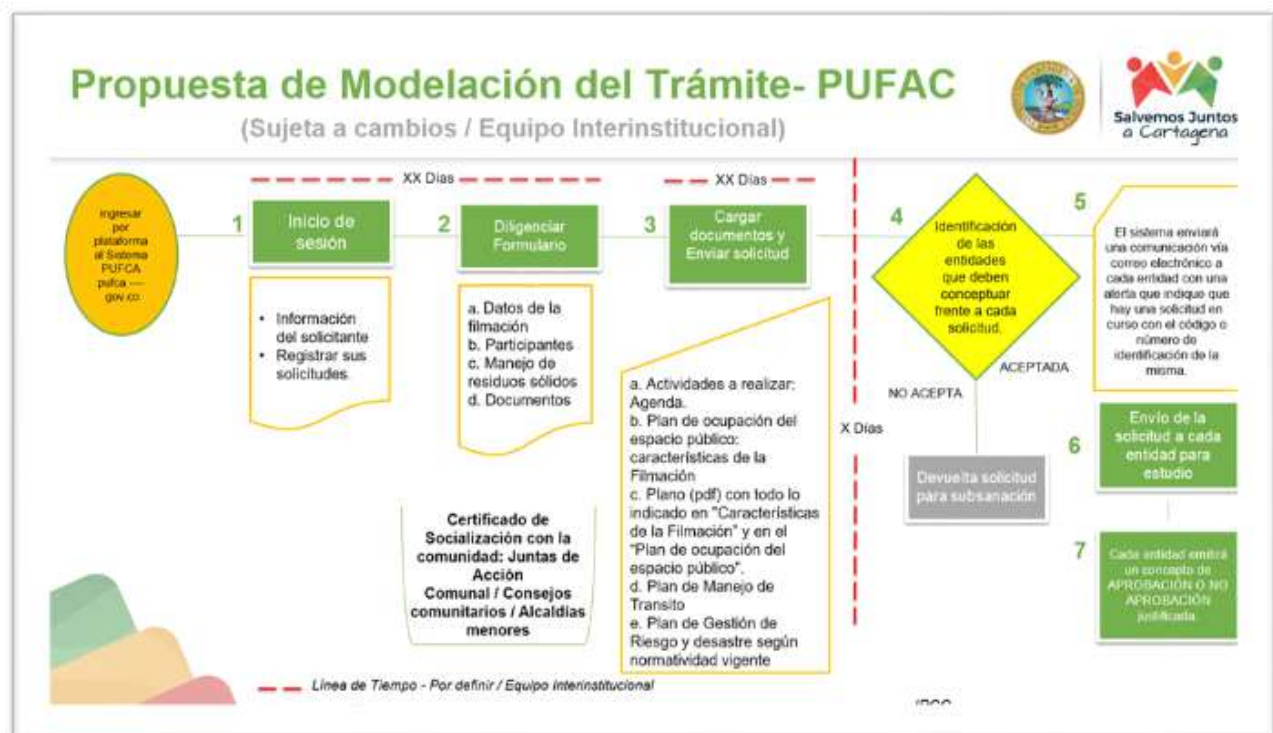 Propuesta de Modelación del Trámite- PUFAC
(Sujeta a cambios / Equipo Interinstitucional)
Salvemos Juntos
a Cartagena
XX Días
XX Días
ingresar
por
plataforma
al Sistema
PUFCA
pufca ----
gov.co
1
Inicio de
sesión
• Información
del solicitante
• Registrar sus
solicitudes
2
Diligenciar
Formulario
a. Datos de la
filmación
b. Participantes
c. Manejo de
residuos sólidos
d. Documentos
Certificado de
Socialización con la
comunidad: Juntas de
Acción
Comunal / Consejos
comunitarios / Alcaldías
menores
3
Cargar
documentos y
Enviar solicitud
a. Actividades a realizar:
Agenda.
b. Plan de ocupación del
espacio público:
características de la
Filmación
c. Plano (pdf) con todo lo
indicado en "Características
de la Filmación" y en el
"Plan de ocupación del
espacio público".
d. Plan de Manejo de
Transito
e. Plan de Gestión de
Riesgo y desastre según
normatividad vigente
X Días
4
Identificación
de las
entidades
que deben
conceptuar
frente a cada
solicitud.
ACEPTADA
NO ACEPTA
Devuelta solicitud
para subsanación
5
El sistema enviará
una comunicación vía
correo electrónico a
cada entidad con una
alerta que indique que
hay una solicitud en
curso con el código o
número de
identificación de la
misma.
6
Envío de la
solicitud a cada
entidad para
estudio
7
Cada entidad emitirá
un concepto de
APROBACIÓN O NO
APROBACIÓN
justificada.
Línea de Tiempo - Por definir / Equipo Interinstitucional